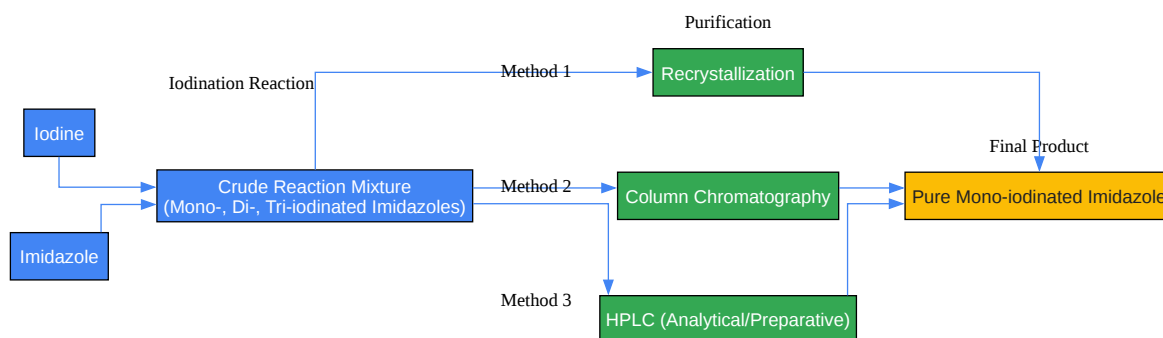 Purification
Method 1
Recrystallization
Iodination Reaction
Iodine
Final Product
Crude Reaction Mixture
(Mono-, Di-, Tri-iodinated Imidazoles)
Method 2
Column Chromatography
Pure Mono-iodinated Imidazole
Imidazole
Method 3
HPLC (Analytical/Preparative)